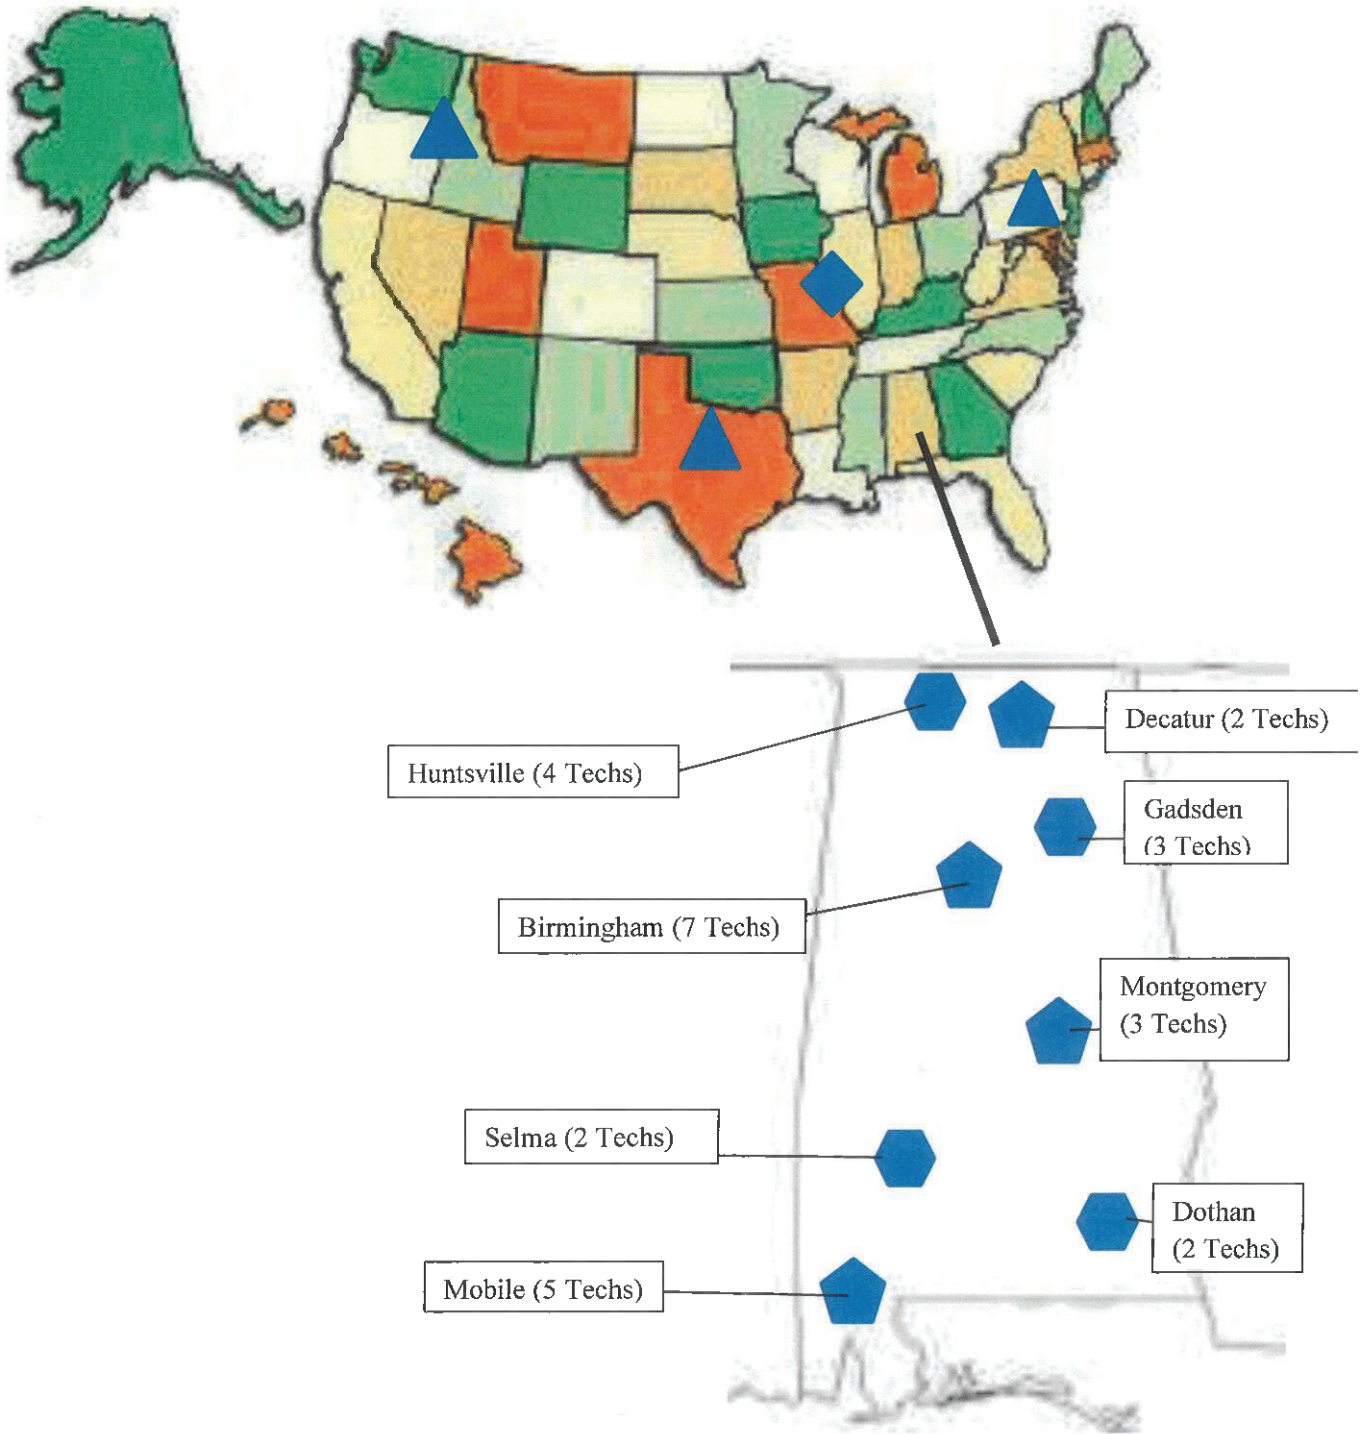 Decatur (2 Techs)
Huntsville (4 Techs)
Gadsden
(3 Techs)
Birmingham (7 Techs)
Montgomery
(3 Techs)
Selma (2 Techs)
Dothan
(2 Techs)
Mobile (5 Techs)